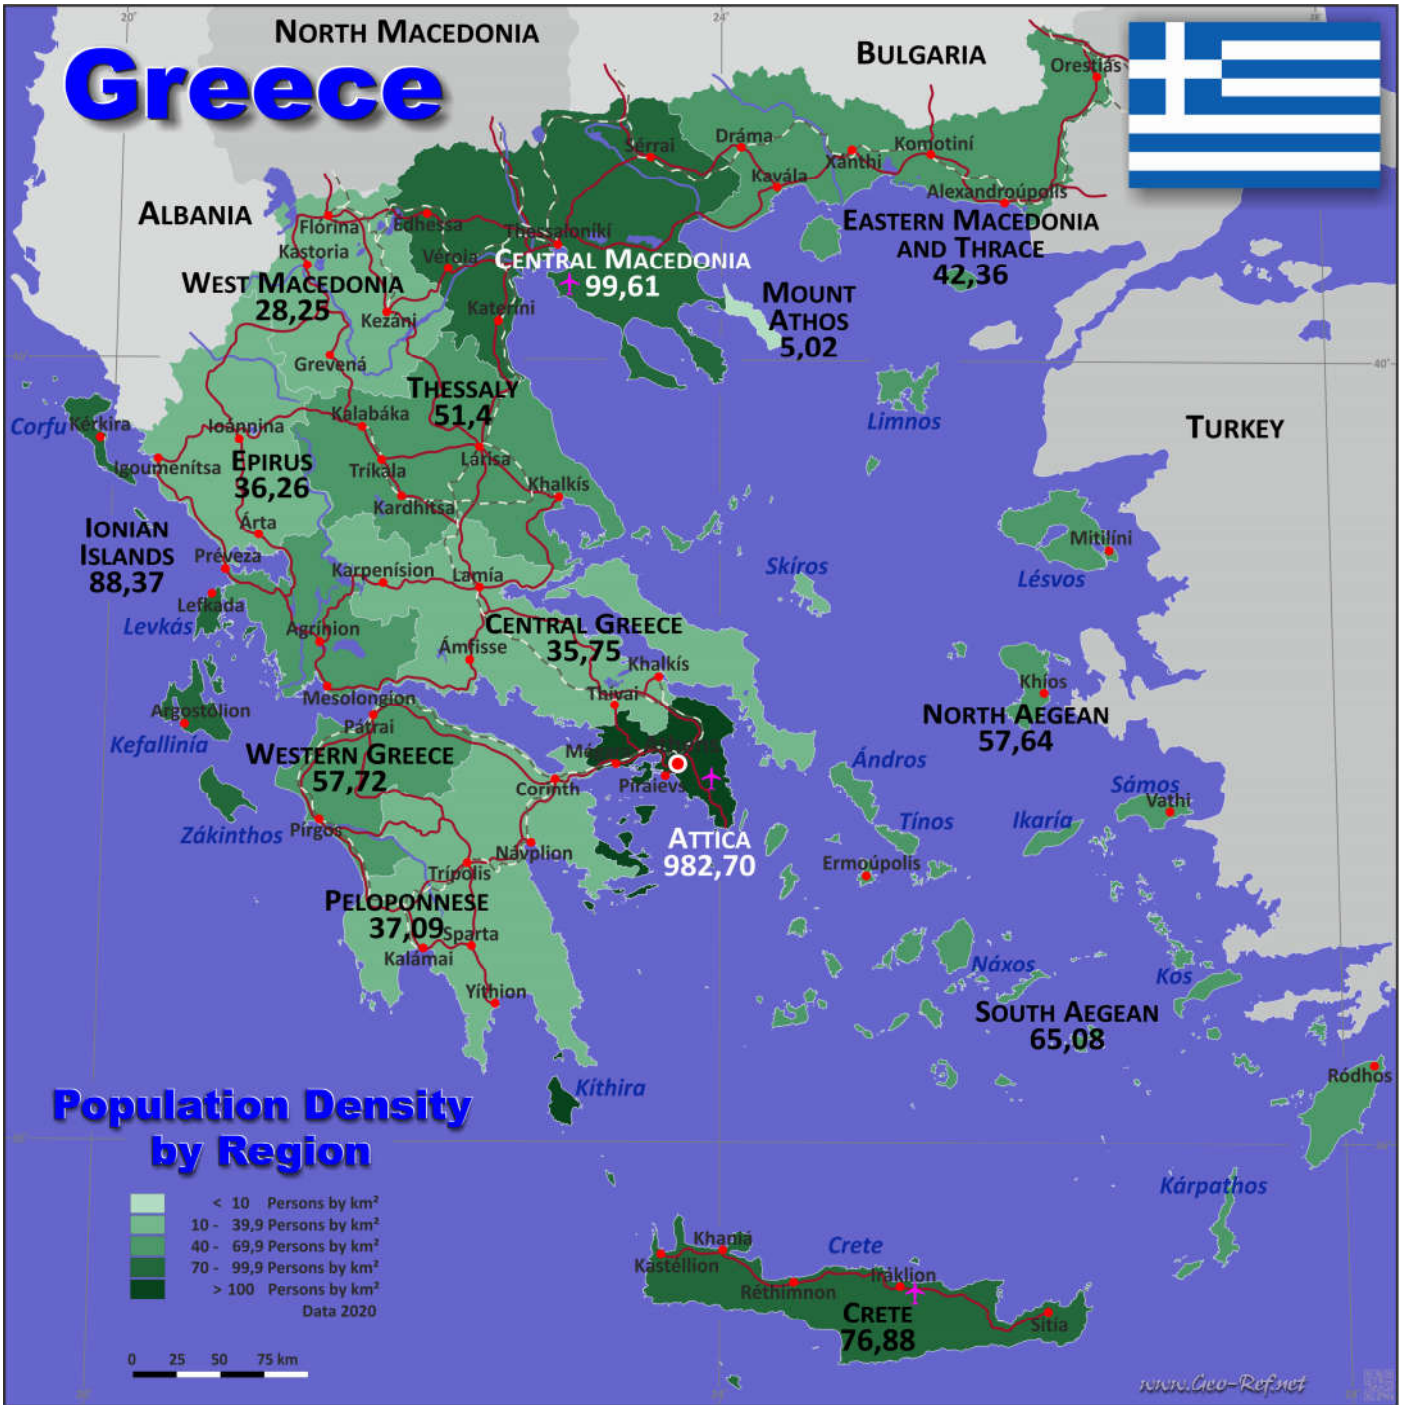 20°
24°
NORTH MACEDONIA
BULGARIA
Greece
Orestiás
Sérrai
Dráma
Komotiní
Xánthi
Kavála
Alexandroúpolis
ALBANIA
Flórina
Edhessa
Thessaloníki
EASTERN MACEDONIA
AND THRACE
42,36
Kastoria
Véroia
CENTRAL MACEDONIA
99,61
WEST MACEDONIA
28,25
Kezáni
Kateríni
MOUNT
ATHOS
5,02
Grevená
40°
THESSALY
51,4
Corfu
Kérkira
Ioánnina
Kalabáka
Límnos
TURKEY
Igoumenítsa
EPIRUS
36,26
Tríkala
Lárisa
Kardhítsa
Khalkís
IONIAN
ISLANDS
88,37
Árta
Préveza
Karpenísion
Lamía
Skíros
Mitilíni
Lésvos
Lefkáda
Levkás
Agrínion
CENTRAL GREECE
35,75
Ámfisse
Khalkís
Thívai
Khíos
Mesolongion
Argostólion
Pátrai
NORTH AEGEAN
57,64
Kefallinía
WESTERN GREECE
57,72
Ándros
Corinth
Piraievs
Sámos
Vathi
Zákinthos
Pírgos
Tínos
Ikaría
ATTICA
982,70
Návplion
Ermoúpolis
Trípolis
PELOPONNESE
37,09
Sparta
Kalámai
Náxos
Kos
Yíthion
SOUTH AEGEAN
65,08
Kíthira
Ródhos
Population Density
by Region
Kárpathos
< 10 Persons by km²
10 - 39,9 Persons by km²
40 - 69,9 Persons by km²
70 - 99,9 Persons by km²
> 100 Persons by km²
Data 2020
Khaniá
Kastéllion
Crete
Réthimnon
Iráklion
CRETE
76,88
Sitía
0 25 50 75 km
www.Geo-Ref.net